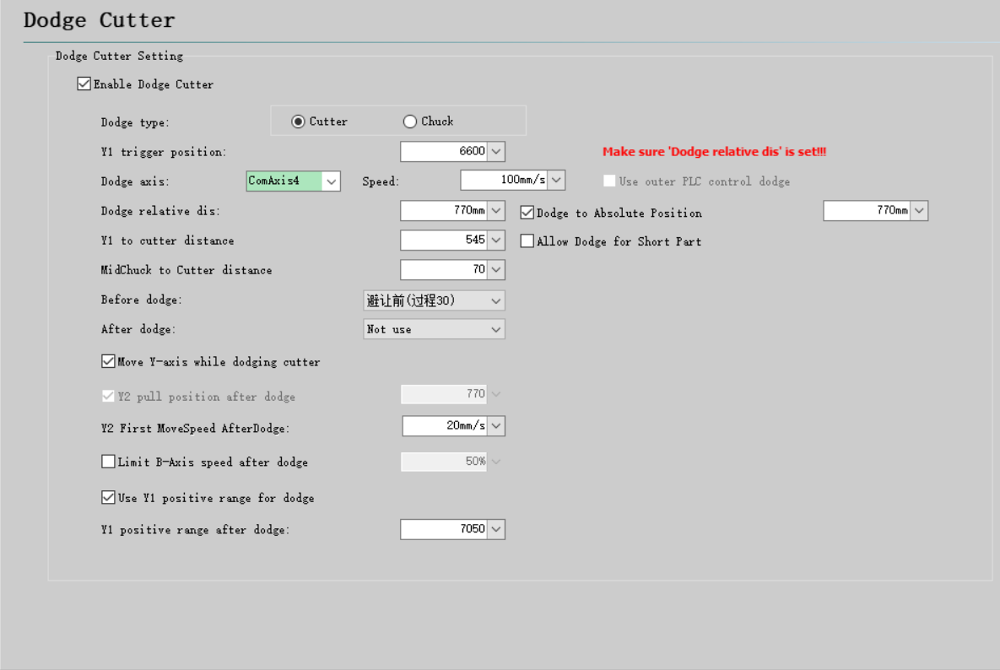 Dodge Cutter
Dodge Cutter Setting
Enable Dodge Cutter
Dodge type: Cutter Chuck
Y1 trigger position: 6600 Make sure 'Dodge relative dis' is set!!!
Dodge axis: ComAxis4 Speed: 100mm/s Use outer PLC control dodge
Dodge relative dis: 770mm Dodge to Absolute Position 770mm
Y1 to cutter distance 545 Allow Dodge for Short Part
MidChuck to Cutter distance 70
Before dodge: 避让前(过程30)
After dodge: Not use
Move Y-axis while dodging cutter
Y2 pull position after dodge 770
Y2 First MoveSpeed AfterDodge: 20mm/s
Limit B-Axis speed after dodge 50%
Use Y1 positive range for dodge
Y1 positive range after dodge: 7050